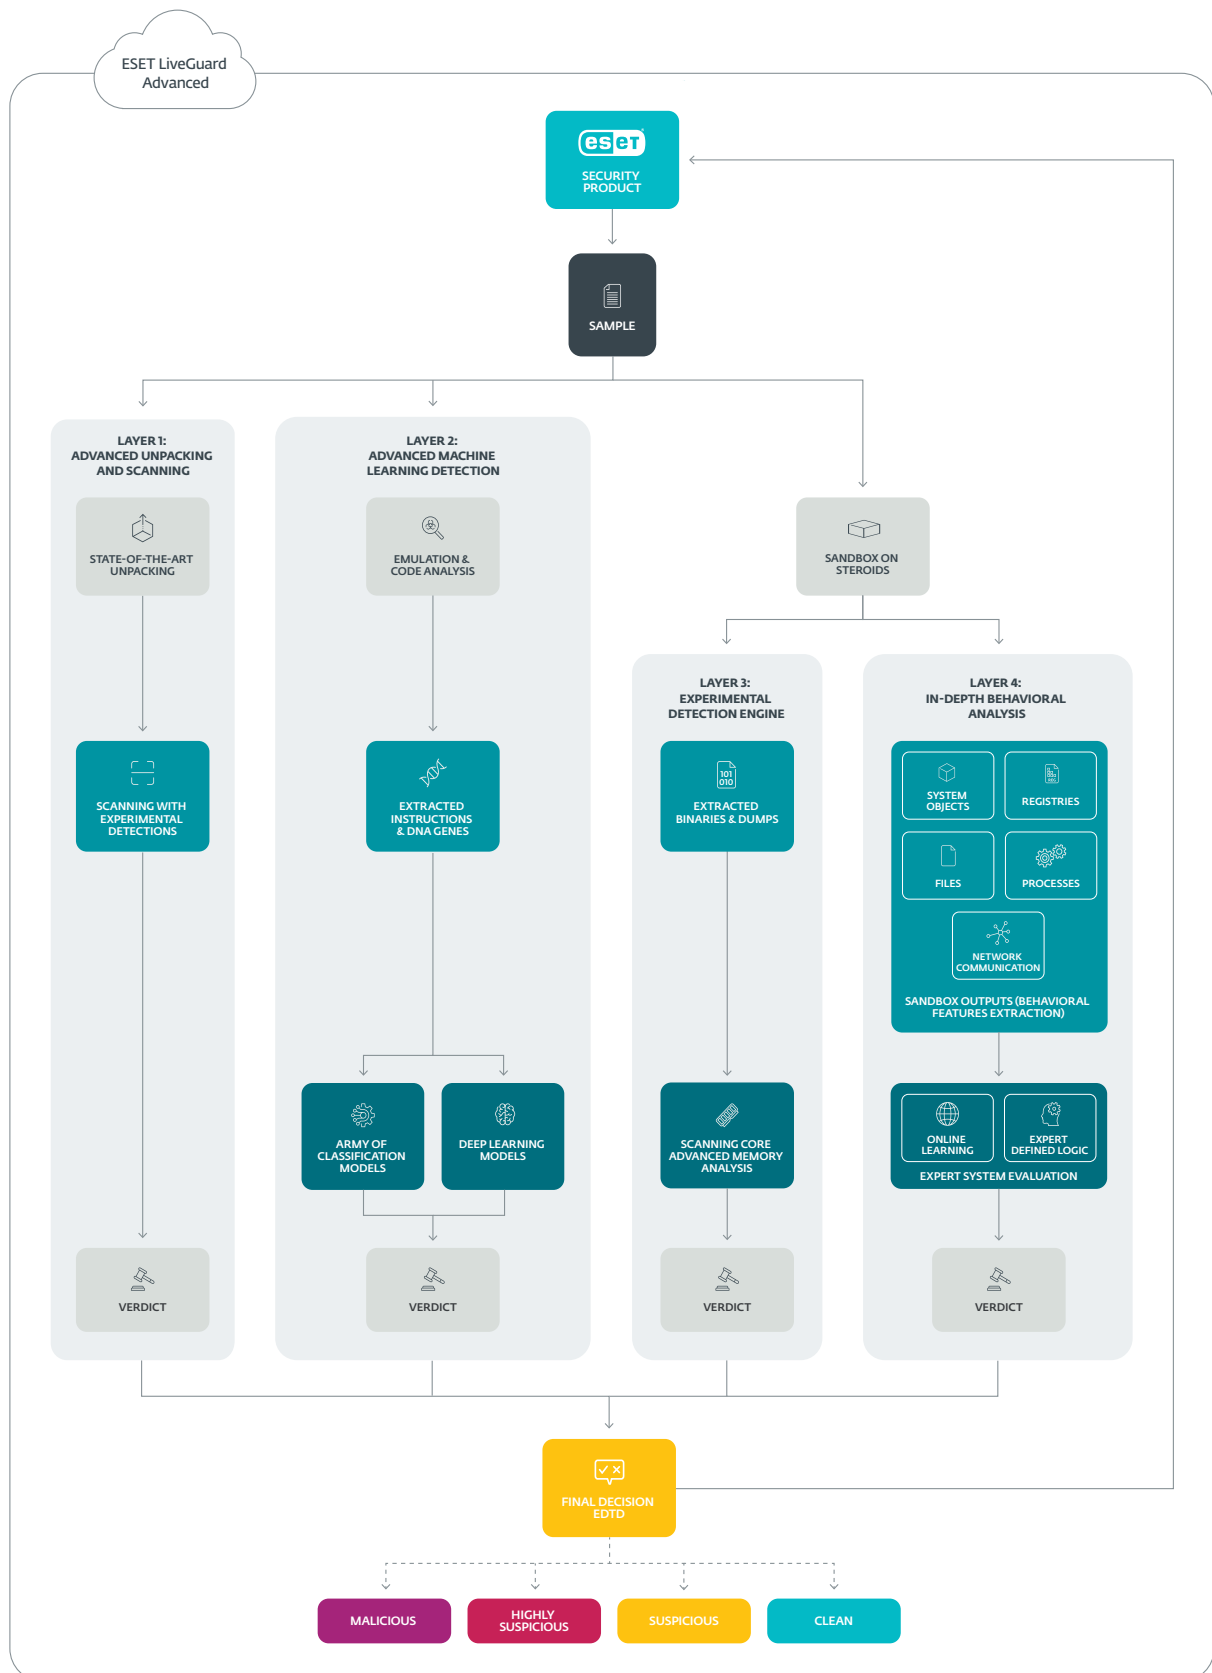 ESET LiveGuard
Advanced
eseT
SECURITY
PRODUCT
SAMPLE
LAYER 1:
ADVANCED UNPACKING
AND SCANNING
STATE-OF-THE-ART
UNPACKING
SCANNING WITH
EXPERIMENTAL
DETECTIONS
VERDICT
LAYER 2:
ADVANCED MACHINE
LEARNING DETECTION
EMULATION &
CODE ANALYSIS
EXTRACTED
INSTRUCTIONS
& DNA GENES
ARMY OF
CLASSIFICATION
MODELS
DEEP LEARNING
MODELS
VERDICT
SANDBOX ON
STEROIDS
LAYER 3:
EXPERIMENTAL
DETECTION ENGINE
101
010
EXTRACTED
BINARIES & DUMPS
SCANNING CORE
ADVANCED MEMORY
ANALYSIS
VERDICT
LAYER 4:
IN-DEPTH BEHAVIORAL
ANALYSIS
SYSTEM
OBJECTS
REG
REGISTRIES
FILES
PROCESSES
NETWORK
COMMUNICATION
SANDBOX OUTPUTS (BEHAVIORAL
FEATURES EXTRACTION)
ONLINE
LEARNING
EXPERT
DEFINED LOGIC
EXPERT SYSTEM EVALUATION
VERDICT
FINAL DECISION
EDTD
MALICIOUS
HIGHLY
SUSPICIOUS
SUSPICIOUS
CLEAN